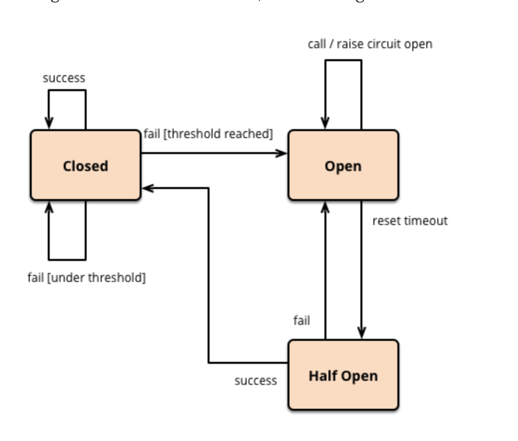 call / raise circuit open
success
fail [threshold reached]
Closed
Open
reset timeout
fail [under threshold]
fail
Half Open
success